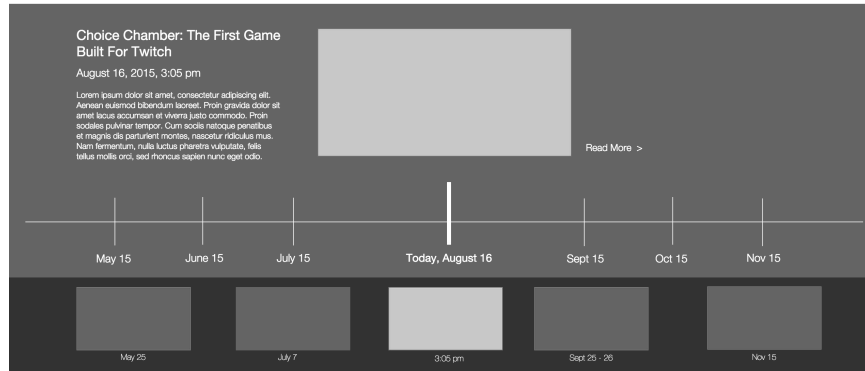 Choice Chamber: The First Game
Built For Twitch
August 16, 2015, 3:05 pm
Lorem ipsum dolor sit amet, consectetur adipiscing elit.
Aenean euismod bibendum laoreet. Proin gravida dolor sit
amet lacus accumsan et viverra justo commodo. Proin
sodales pulvinar tempor. Cum sociis natoque penatibus
et magnis dis parturient montes, nascetur ridiculus mus.
Nam fermentum, nulla luctus pharetra vulputate, felis
tellus mollis orci, sed rhoncus sapien nunc eget odio.
Read More >
May 15
June 15
July 15
Today, August 16
Sept 15
Oct 15
Nov 15
May 25
July 7
3:05 pm
Sept 25 - 26
Nov 15